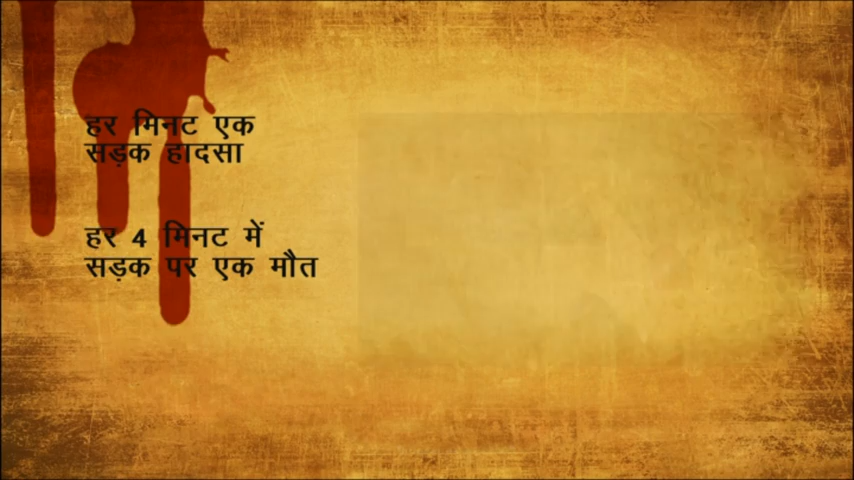 हर मिनट एक
सड़क हादसा
हर 4 मिनट में
सड़क पर एक मौत